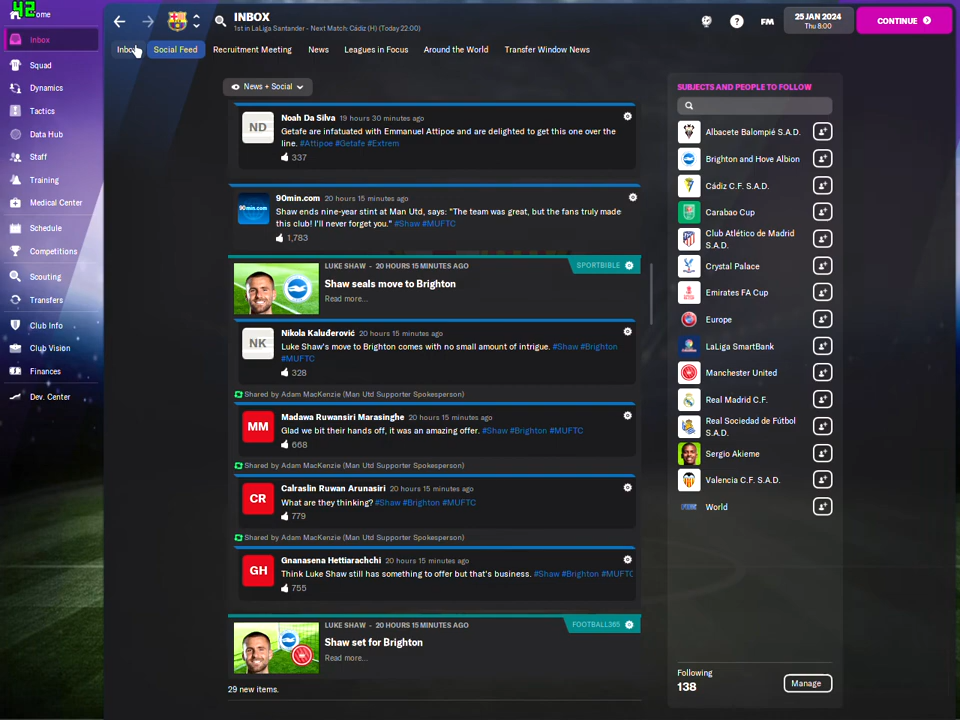 42
ome
Inbox
Squad
Dynamics
Tactics
Data Hub
Staff
Training
Medical Center
Schedule
Competitions
Scouting
Transfers
Club Info
Club Vision
Finances
Dev. Center
INBOX
1st in LaLiga Santander - Next Match: Cádiz (H) (Today 22:00)
?
FM
25 JAN 2024
Thu 8:00
CONTINUE
Inbox
Social Feed
Recruitment Meeting
News
Leagues in Focus
Around the World
Transfer Window News
News + Social
ND
Noah Da Silva 19 hours 30 minutes ago
Getafe are infatuated with Emmanuel Attipoe and are delighted to get this one over the
line. #Attipoe #Getafe #Extrem
337
90min.com
90min.com 20 hours 15 minutes ago
Shaw ends nine-year stint at Man Utd, says: "The team was great, but the fans truly made
this club! I'll never forget you." #Shaw #MUFTC
1,783
LUKE SHAW - 20 HOURS 15 MINUTES AGO
SPORTBIBLE
Shaw seals move to Brighton
Read more...
NK
Nikola Kaluđerović 20 hours 15 minutes ago
Luke Shaw's move to Brighton comes with no small amount of intrigue. #Shaw #Brighton
#MUFTC
328
Shared by Adam MacKenzie (Man Utd Supporter Spokesperson)
MM
Madawa Ruwansiri Marasinghe 20 hours 15 minutes ago
Glad we bit their hands off, it was an amazing offer. #Shaw #Brighton #MUFTC
668
Shared by Adam MacKenzie (Man Utd Supporter Spokesperson)
CR
Calraslin Ruwan Arunasiri 20 hours 15 minutes ago
What are they thinking? #Shaw #Brighton #MUFTC
779
Shared by Adam MacKenzie (Man Utd Supporter Spokesperson)
GH
Gnanasena Hettiarachchi 20 hours 15 minutes ago
Think Luke Shaw still has something to offer but that's business. #Shaw #Brighton #MUFTC
755
LUKE SHAW - 20 HOURS 15 MINUTES AGO
FOOTBALL365
Shaw set for Brighton
Read more...
29 new items.
SUBJECTS AND PEOPLE TO FOLLOW
Albacete Balompié S.A.D.
Brighton and Hove Albion
Cádiz C.F. S.A.D.
Carabao Cup
Club Atlético de Madrid
S.A.D.
Crystal Palace
Emirates FA Cup
Europe
LaLiga SmartBank
Manchester United
Real Madrid C.F.
Real Sociedad de Fútbol
S.A.D.
Sergio Akieme
Valencia C.F. S.A.D.
World
Following
138
Manage